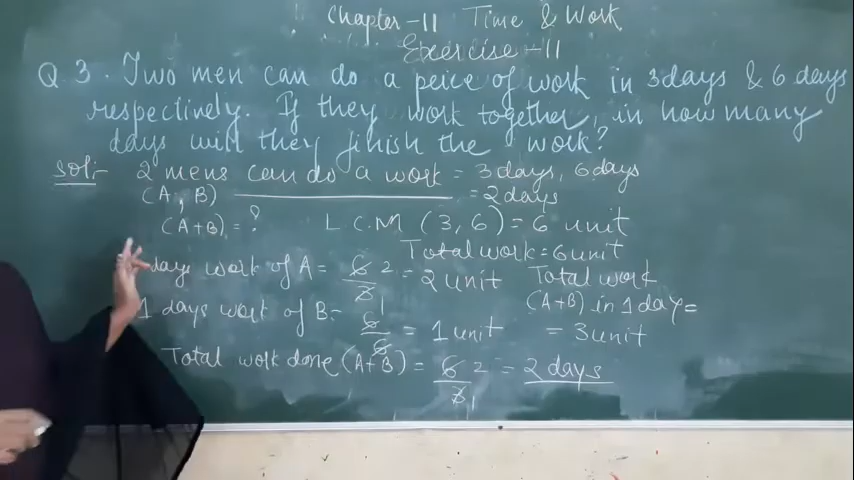 Chapter-11 Time & Work
Exercise-11
Q 3. Two men can do a peice of work in 3days & 6 days
respectively. If they work together, in how many
days will they finish the work?
Sol:- 2 mens can do a work = 3days, 6days
(A, B) = 2days
(A+B) = ? L C.M (3, 6) = 6 unit
Total work = 6unit
days work of A = 6/3 2 = 2 unit Total work
(A+B) in 1 day =
1 days work of B = 6/6 1 = 1 unit = 3unit
Total work done (A+B) = 6/3 2 1 = 2 days